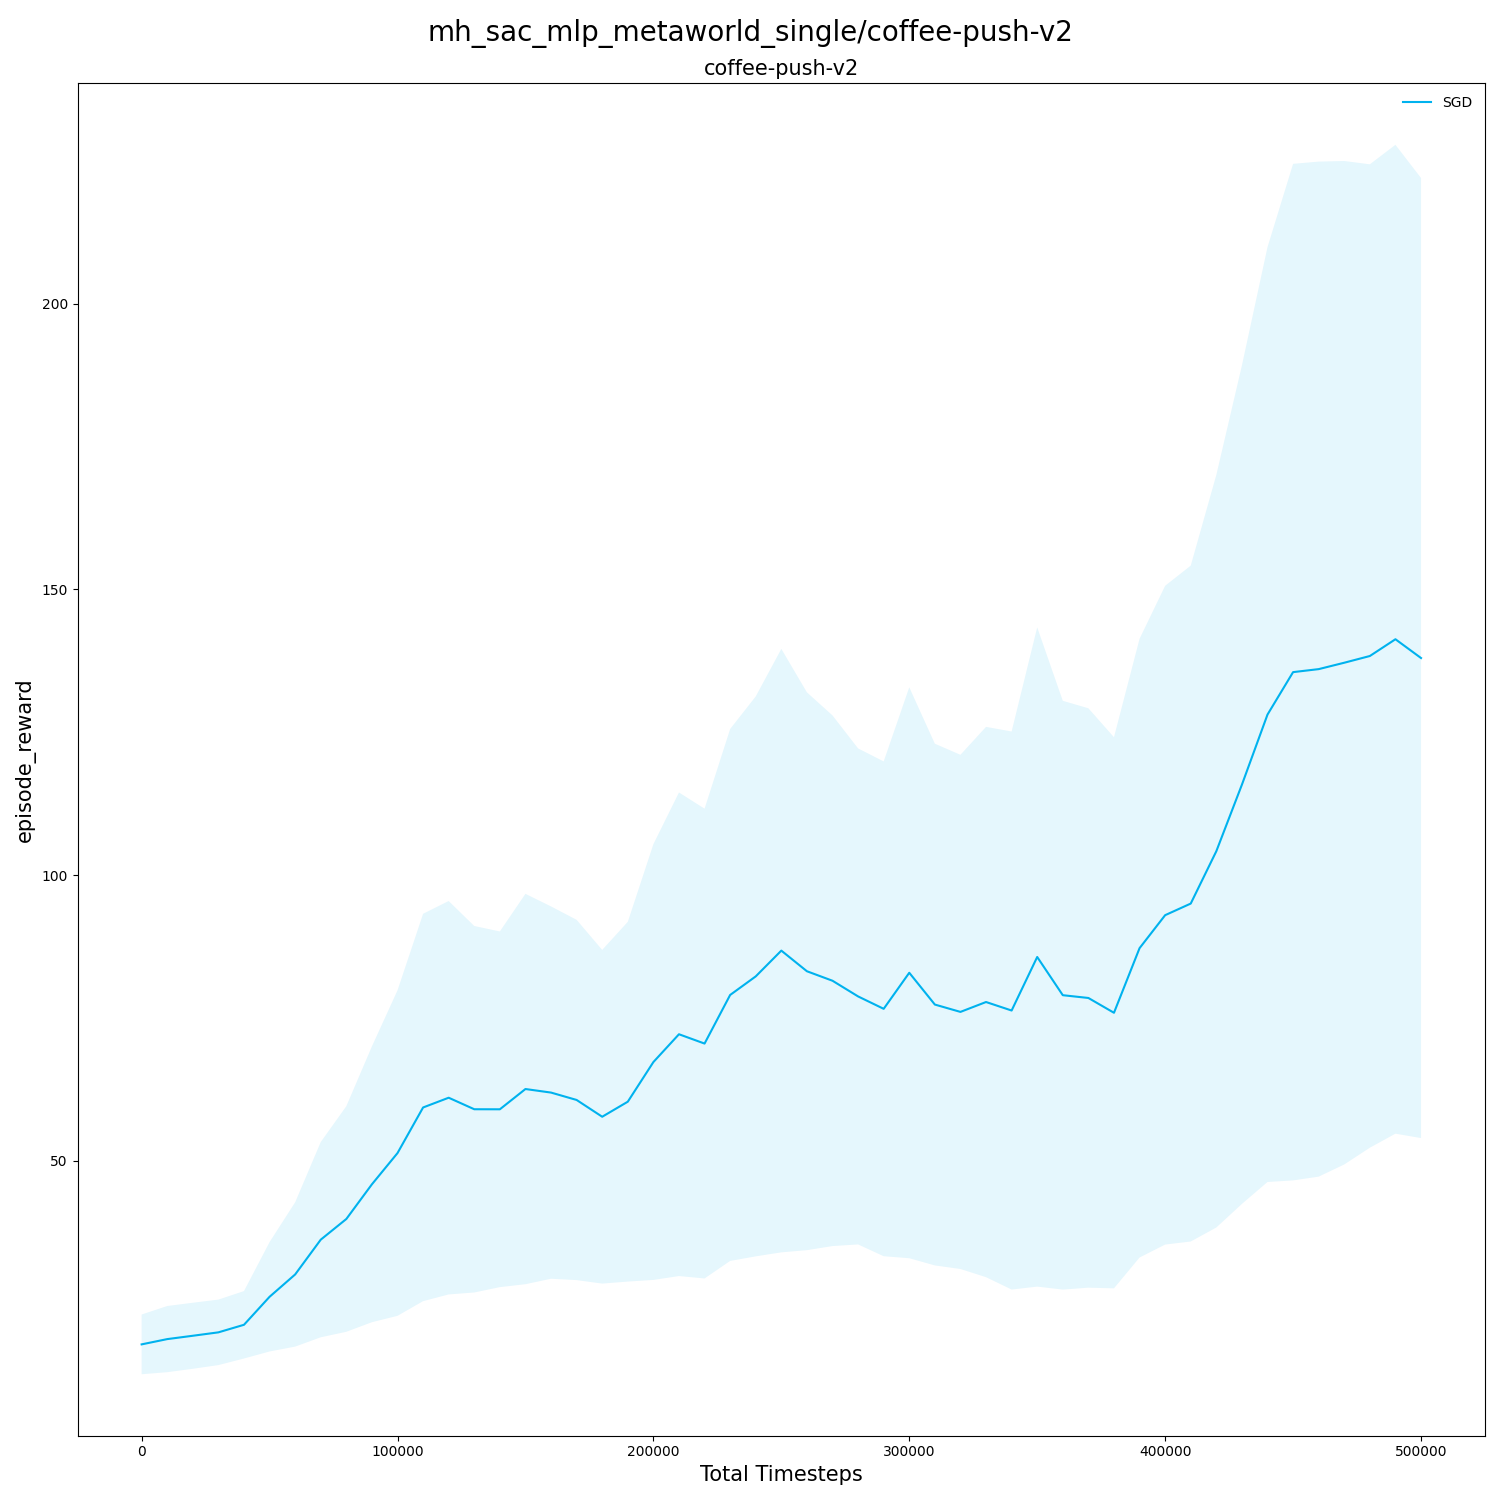 mh_sac_mlp_metaworld_single/coffee-push-v2
coffee-push-v2
SGD
200
150
100
50
episode_reward
0 100000 200000 300000 400000 500000
Total Timesteps